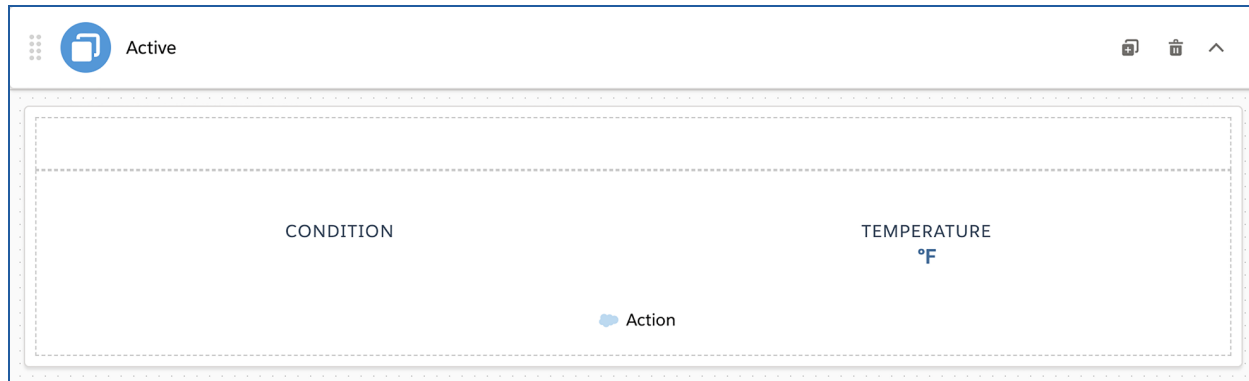 Active
CONDITION
TEMPERATURE
°F
Action